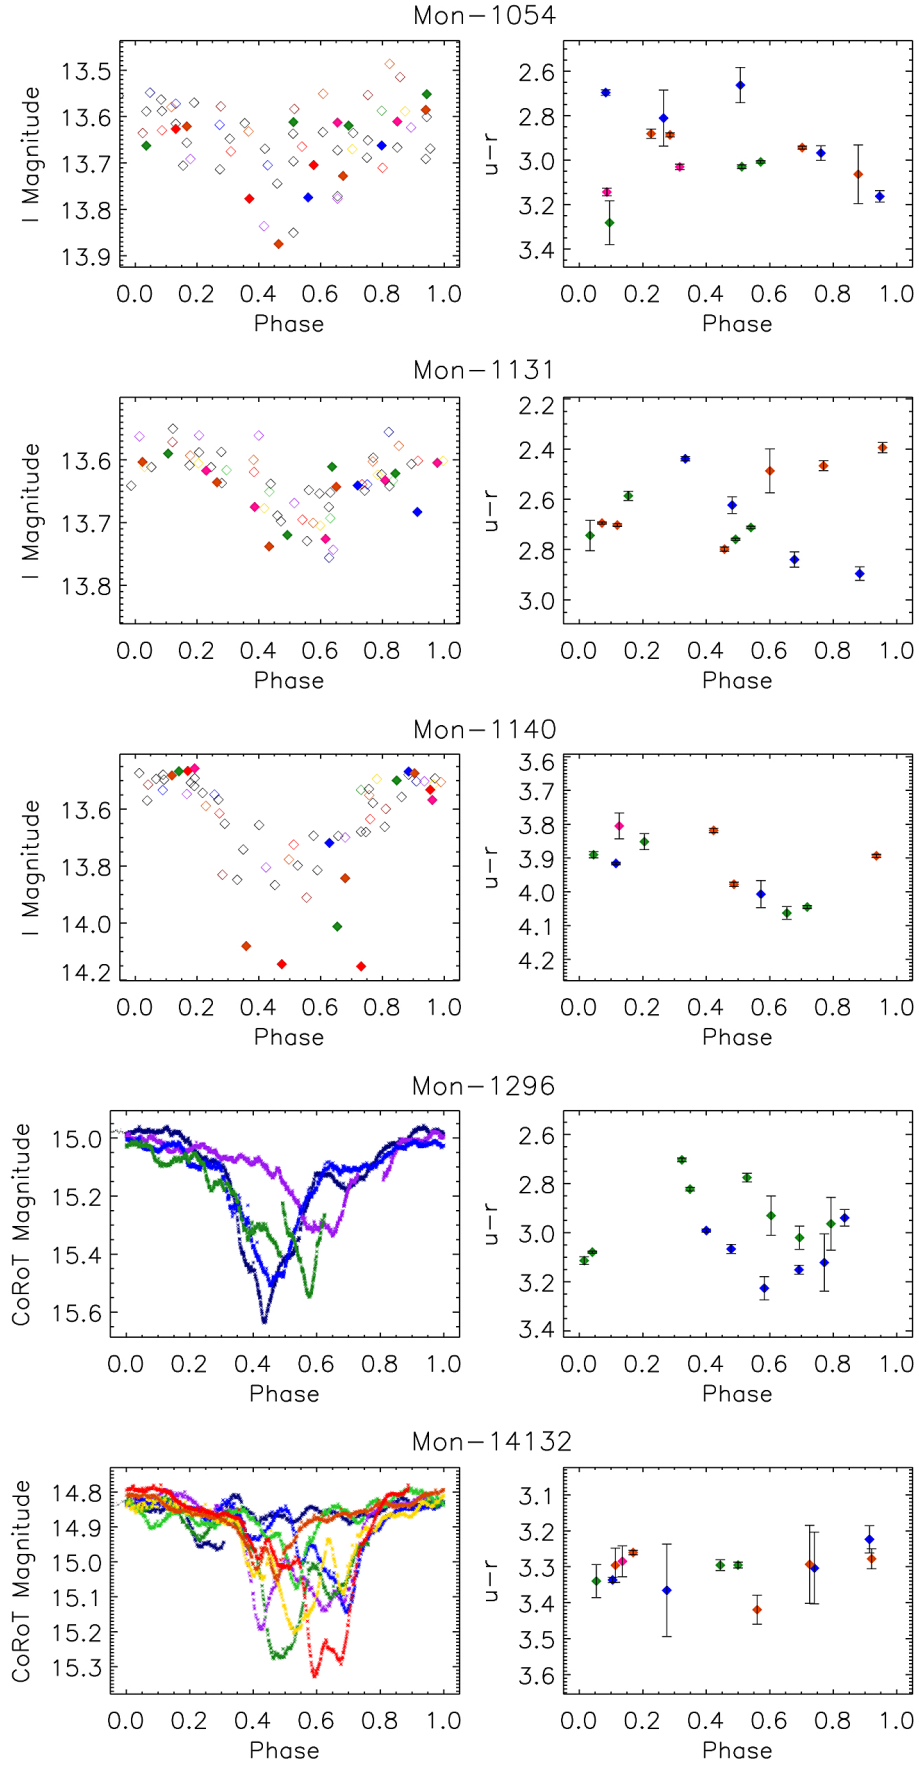 Mon-1054
13.5
13.6
13.7
13.8
13.9
I Magnitude
0.0 0.2 0.4 0.6 0.8 1.0
Phase
2.6
2.8
3.0
3.2
3.4
u-r
0.0 0.2 0.4 0.6 0.8 1.0
Phase
Mon-1131
13.6
13.7
13.8
I Magnitude
0.0 0.2 0.4 0.6 0.8 1.0
Phase
2.2
2.4
2.6
2.8
3.0
u-r
0.0 0.2 0.4 0.6 0.8 1.0
Phase
Mon-1140
13.6
13.8
14.0
14.2
I Magnitude
0.0 0.2 0.4 0.6 0.8 1.0
Phase
3.6
3.7
3.8
3.9
4.0
4.1
4.2
u-r
0.0 0.2 0.4 0.6 0.8 1.0
Phase
Mon-1296
15.0
15.2
15.4
15.6
CoRoT Magnitude
0.0 0.2 0.4 0.6 0.8 1.0
Phase
2.6
2.8
3.0
3.2
3.4
u-r
0.0 0.2 0.4 0.6 0.8 1.0
Phase
Mon-14132
14.8
14.9
15.0
15.1
15.2
15.3
CoRoT Magnitude
0.0 0.2 0.4 0.6 0.8 1.0
Phase
3.1
3.2
3.3
3.4
3.5
3.6
u-r
0.0 0.2 0.4 0.6 0.8 1.0
Phase